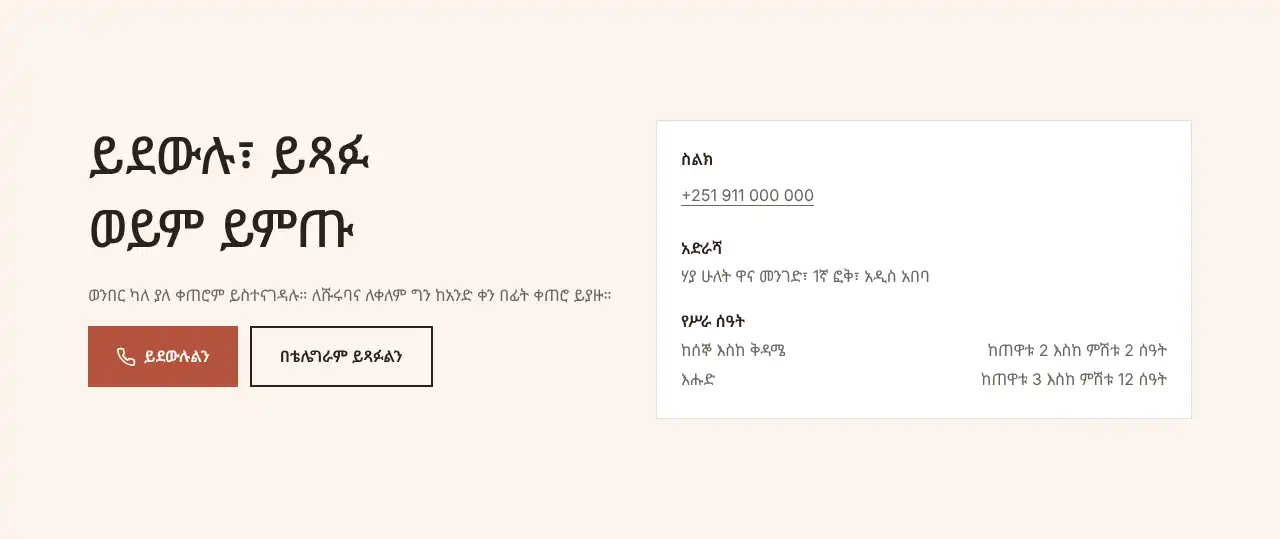 ይደውሉ፣ ይጻፉ
ወይም ይምጡ
ወንበር ካለ ያለ ቀጠሮም ይስተናገዳሉ። ለሹሩባና ለቀለም ግን ከአንድ ቀን በፊት ቀጠሮ ይያዙ።
ይደውሉልን
በቴሌግራም ይጻፉልን
ስልክ
+251 911 000 000
አድራሻ
ሃያ ሁለት ዋና መንገድ፣ 1ኛ ፎቅ፣ አዲስ አበባ
የሥራ ሰዓት
ከሰኞ እስከ ቅዳሜ
ከጠዋቱ 2 እስከ ምሽቱ 2 ሰዓት
እሑድ
ከጠዋቱ 3 እስከ ምሽቱ 12 ሰዓት